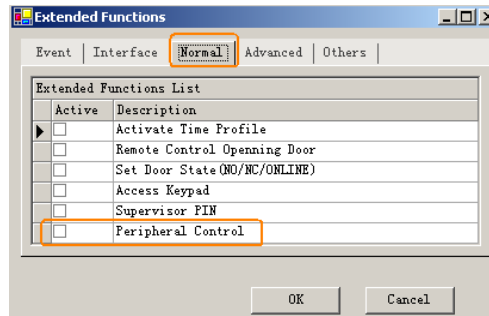 Extended Functions
Event Interface Normal Advanced Others
Extended Functions List
Active Description
Activate Time Profile
Remote Control Openning Door
Set Door State(NO/NC/ONLINE)
Access Keypad
Supervisor PIN
Peripheral Control
OK Cancel